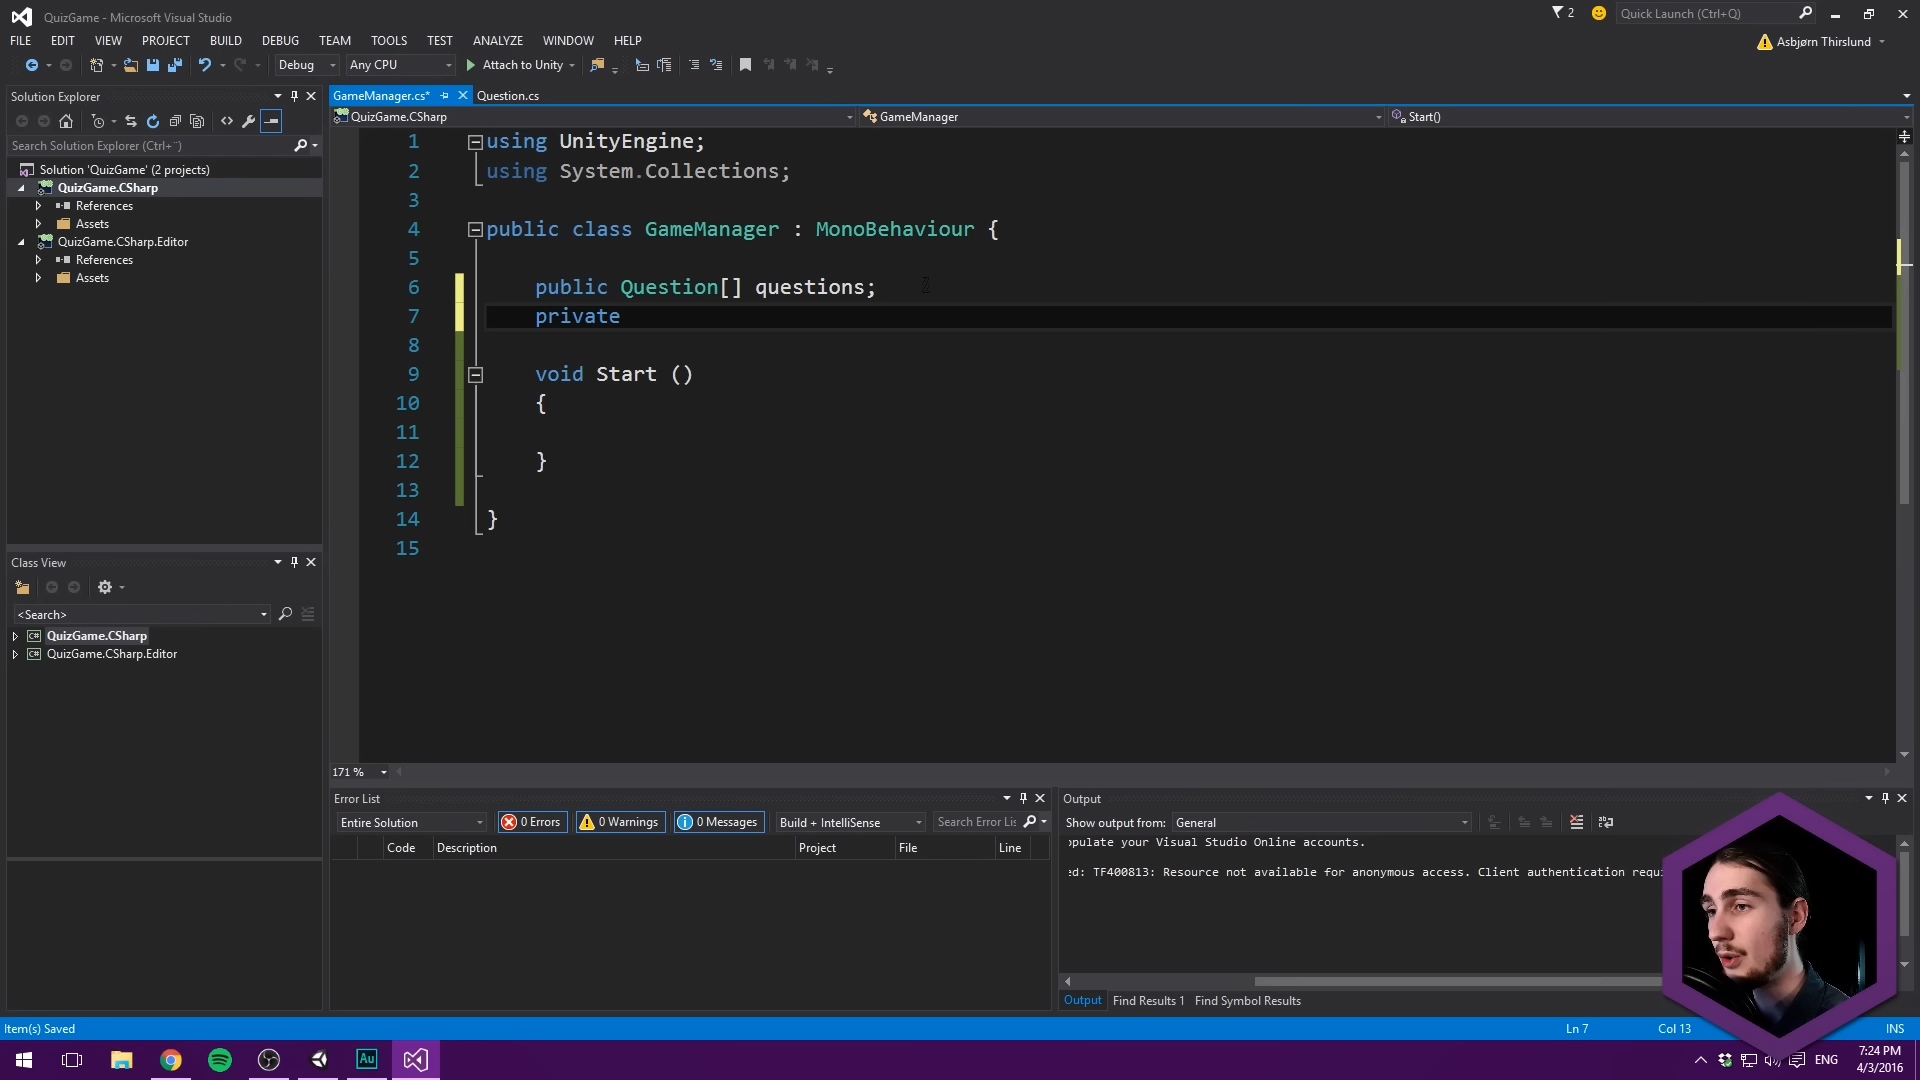 QuizGame - Microsoft Visual Studio
2
Quick Launch (Ctrl+Q)
FILE EDIT VIEW PROJECT BUILD DEBUG TEAM TOOLS TEST ANALYZE WINDOW HELP
Asbjørn Thirslund
Debug Any CPU Attach to Unity
Solution Explorer
Search Solution Explorer (Ctrl+¨)
Solution 'QuizGame' (2 projects)
QuizGame.CSharp
References
Assets
QuizGame.CSharp.Editor
References
Assets
Class View
<Search>
QuizGame.CSharp
QuizGame.CSharp.Editor
GameManager.cs* Question.cs
QuizGame.CSharp GameManager Start()
1 using UnityEngine;
2 using System.Collections;
3
4 public class GameManager : MonoBehaviour {
5
6 public Question[] questions;
7 private
8
9 void Start ()
10 {
11
12 }
13
14 }
15
171 %
Error List
Entire Solution 0 Errors 0 Warnings 0 Messages Build + IntelliSense Search Error Lis
Code Description Project File Line
Output
Show output from: General
opulate your Visual Studio Online accounts.
ed: TF400813: Resource not available for anonymous access. Client authentication requi
Output Find Results 1 Find Symbol Results
Item(s) Saved Ln 7 Col 13 INS
Au
ENG
7:24 PM
4/3/2016